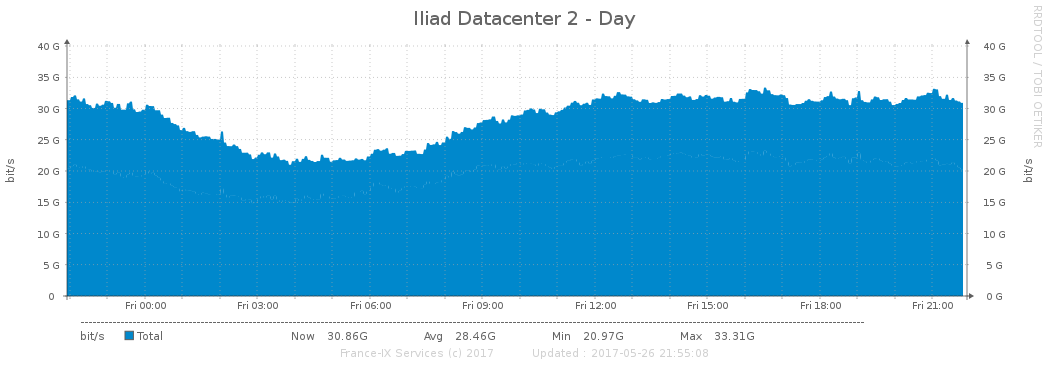 Iliad Datacenter 2 - Day
RRDTOOL / TOBI OETIKER
40 G 40 G
35 G 35 G
30 G 30 G
25 G 25 G
20 G 20 G
15 G 15 G
10 G 10 G
5 G 5 G
0 0 G
bit/s bit/s
Fri 00:00 Fri 03:00 Fri 06:00 Fri 09:00 Fri 12:00 Fri 15:00 Fri 18:00 Fri 21:00
bit/s Total Now 30.86G Avg 28.46G Min 20.97G Max 33.31G
France-IX Services (c) 2017 Updated : 2017-05-26 21:55:08